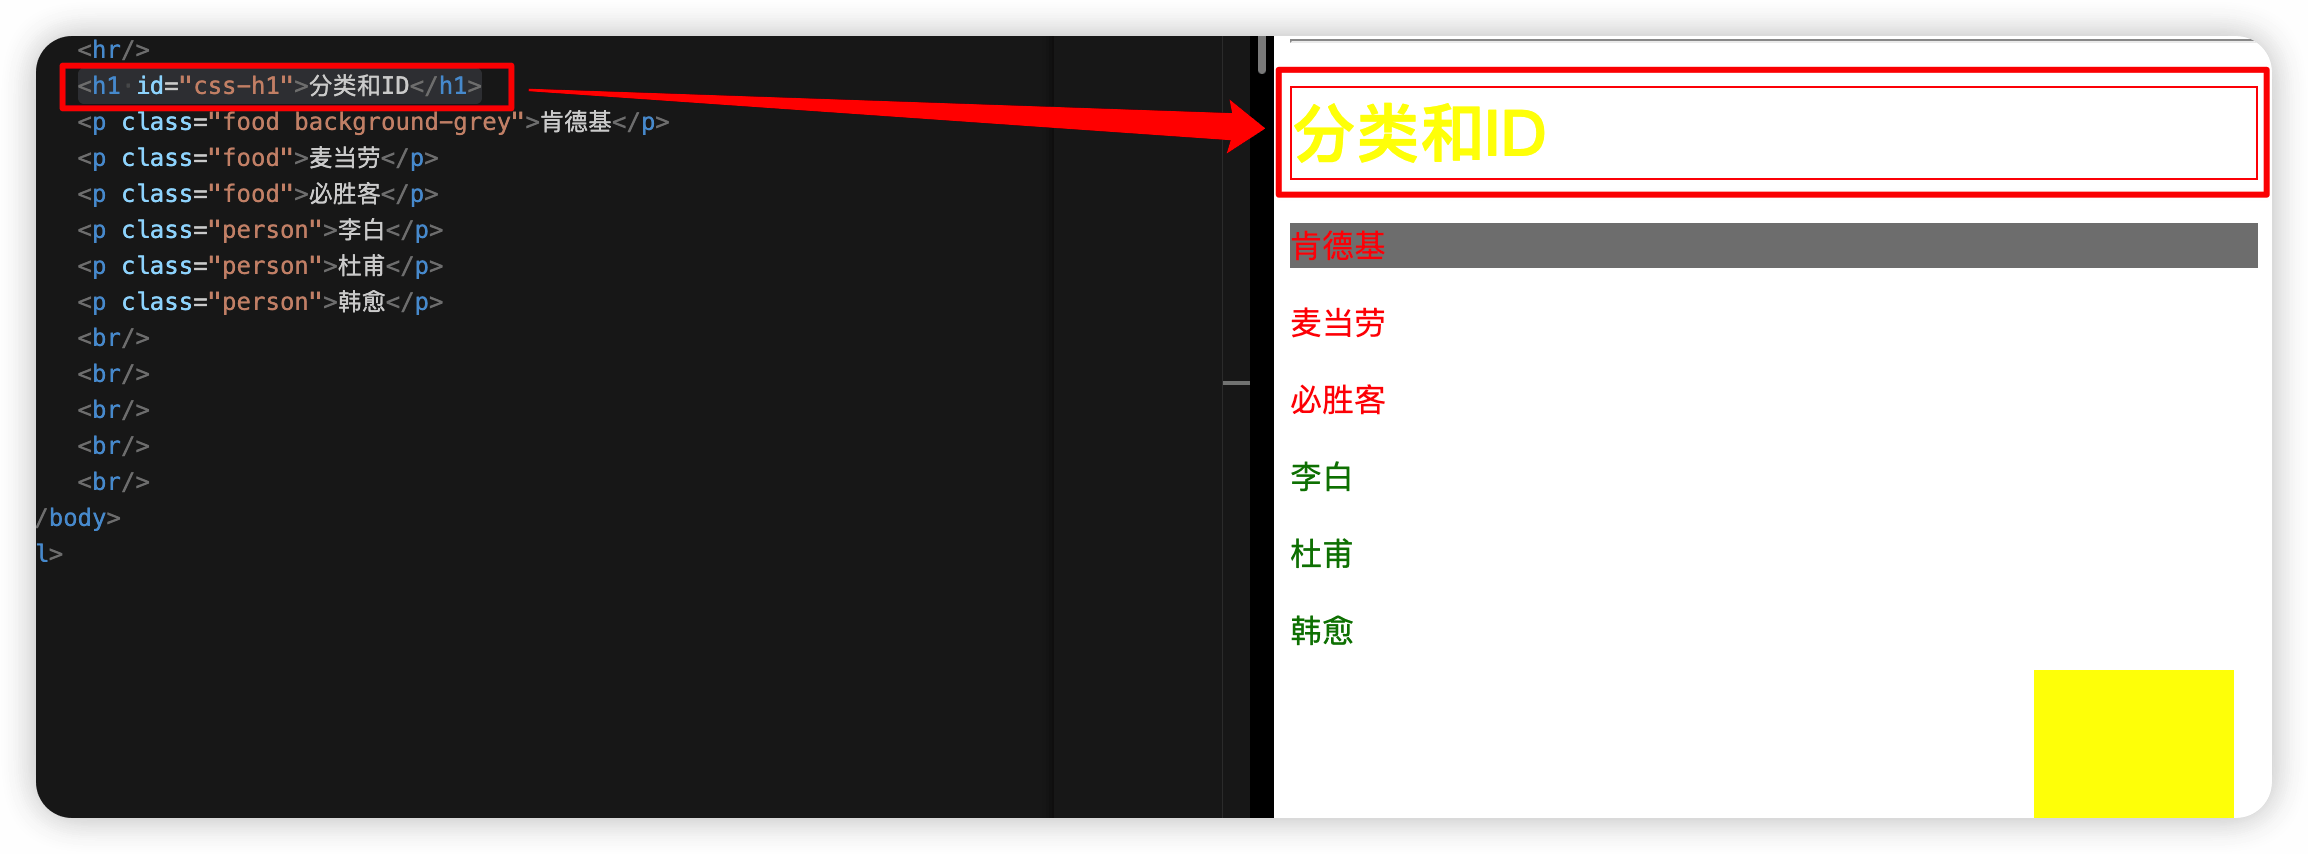 <hr/>
<h1 id="css-h1">分类和ID</h1>
<p class="food background-grey">肯德基</p>
<p class="food">麦当劳</p>
<p class="food">必胜客</p>
<p class="person">李白</p>
<p class="person">杜甫</p>
<p class="person">韩愈</p>
<br/>
<br/>
<br/>
<br/>
<br/>
/body>
l>
分类和ID
肯德基
麦当劳
必胜客
李白
杜甫
韩愈